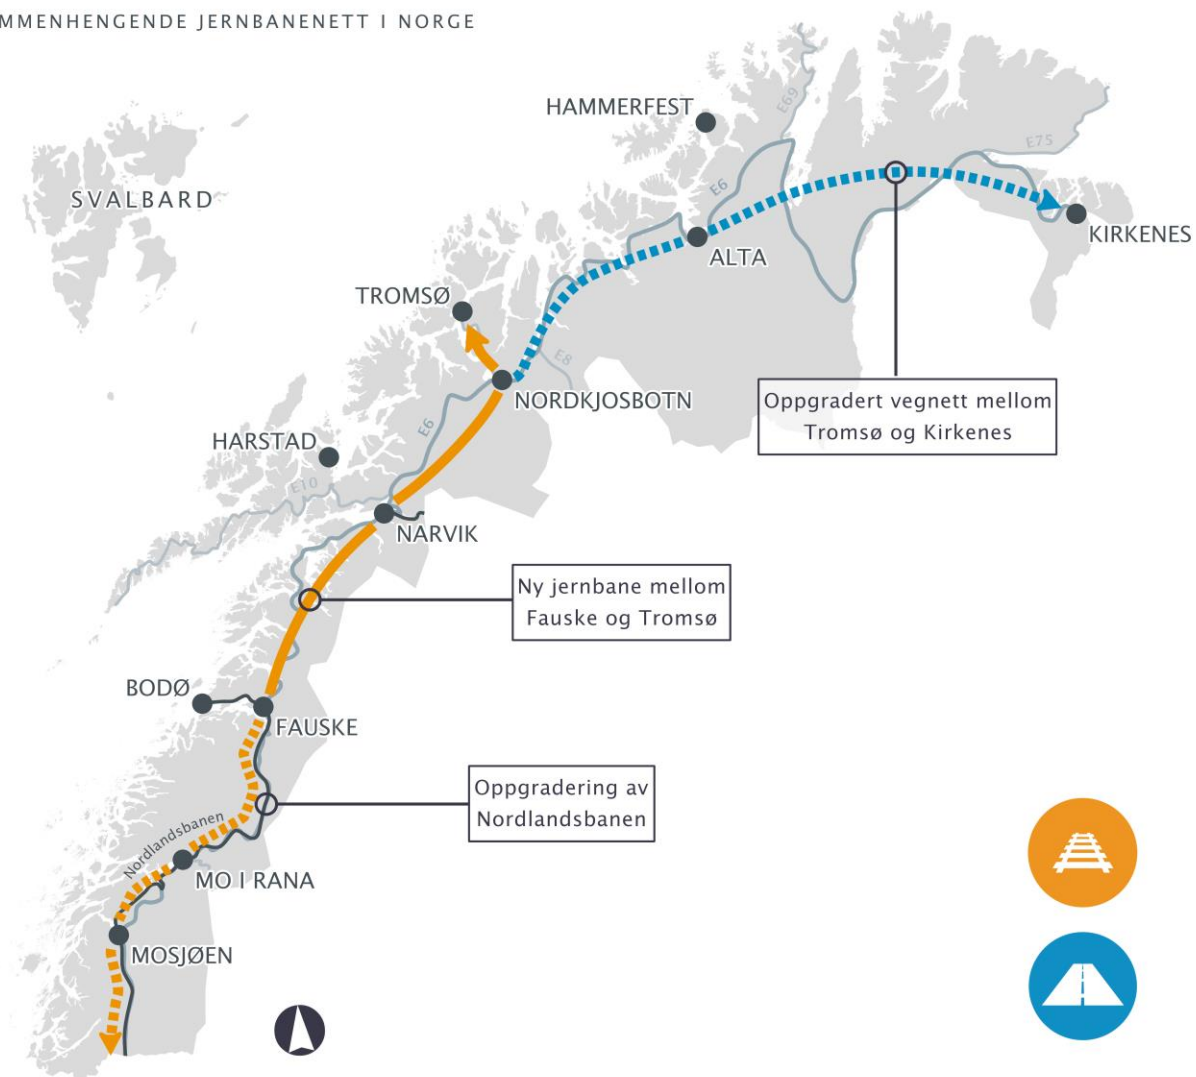 MMENHENGENDE JERNBANENETT I NORGE
HAMMERFEST
E69
E75
SVALBARD
E6
KIRKENES
ALTA
TROMSØ
E8
NORDKJOSBOTN
Oppgradert vegnett mellom
Tromsø og Kirkenes
E6
HARSTAD
E10
NARVIK
Ny jernbane mellom
Fauske og Tromsø
BODØ
FAUSKE
Oppgradering av
Nordlandsbanen
Nordlandsbanen
MO I RANA
MOSJØEN